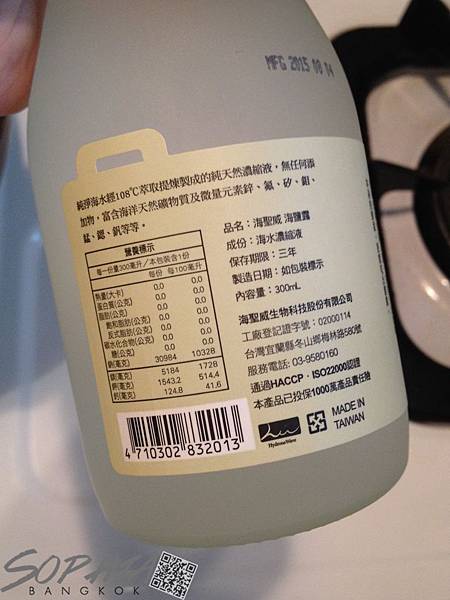 MFG 2015 08 14
純淨海水經108℃萃取提煉製成的純天然濃縮液，無任何添
加物，富含海洋天然礦物質及微量元素鋅、氟、矽、鉬、
錳、鍶、釩等等。
營養標示
每一份量300毫升/本包裝含1份
每份 每100毫升
熱量(大卡) 0.0 0.0
蛋白質(公克) 0.0 0.0
脂肪(公克) 0.0 0.0
飽和脂肪(公克) 0.0 0.0
反式脂肪(公克) 0.0 0.0
碳水化合物(公克) 0.0 0.0
糖(公克) 0.0 0.0
鈉(毫克) 30984 10328
鎂(毫克) 5184 1728
鉀(毫克) 1543.2 514.4
鈣(毫克) 124.8 41.6
品名：海聖威 海鹽露
成份：海水濃縮液
保存期限：三年
製造日期：如包裝標示
內容量：300mL
海聖威生物科技股份有限公司
工廠登記證字號：02000114
台灣宜蘭縣冬山鄉梅林路580號
服務電話: 03-9580160
通過HACCP，ISO22000認證
本產品已投保1000萬產品責任險
4 710302 832013
HydronoWave
MADE IN
TAIWAN
BANGKOK